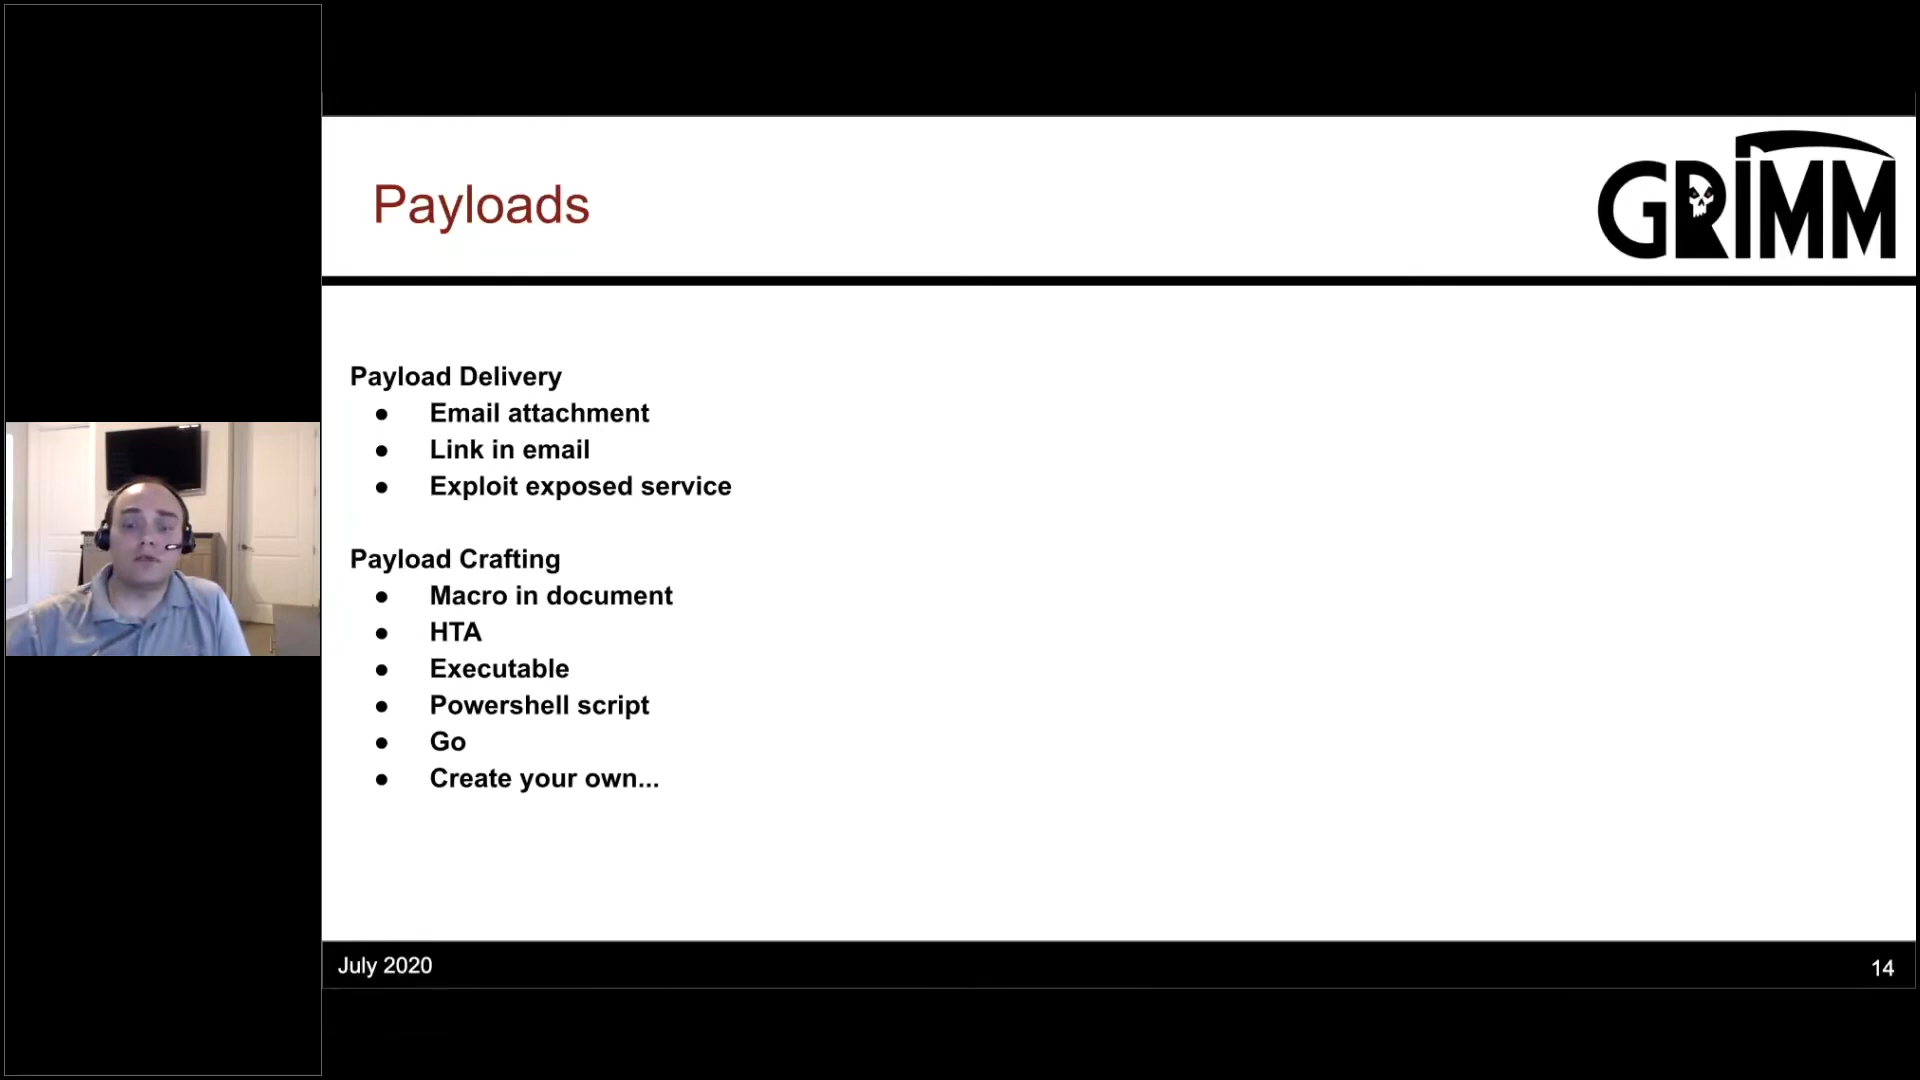 Payloads
GRIMM
Payload Delivery
● Email attachment
● Link in email
● Exploit exposed service
Payload Crafting
● Macro in document
● HTA
● Executable
● Powershell script
● Go
● Create your own...
July 2020
14